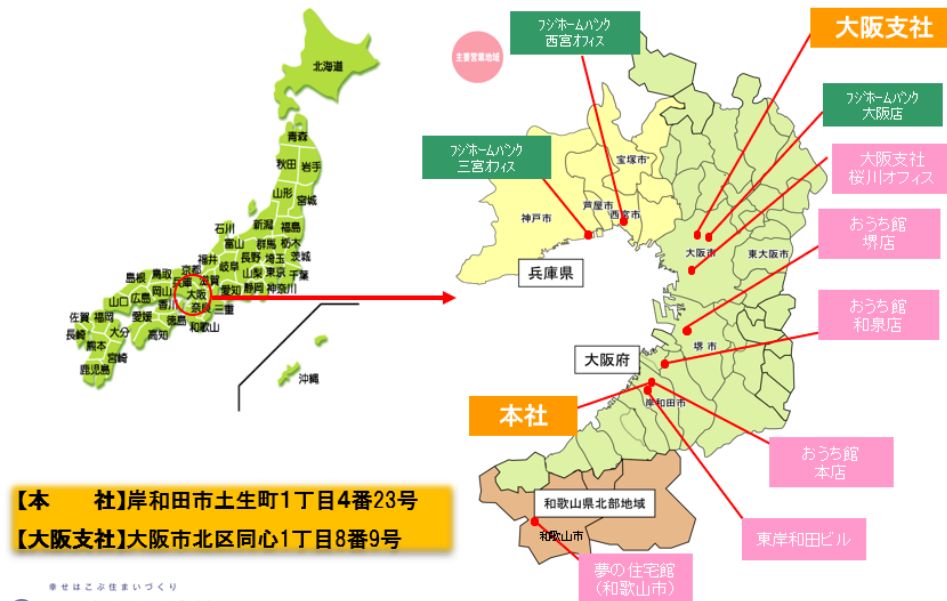 北海道
青森
秋田 岩手
山形 宮城
石川 新潟 福島
富山 群馬 栃木
福井 岐阜 長野 埼玉 茨城
山梨 東京 千葉
愛知 静岡 神奈川
島根 鳥取 京都 滋賀
兵庫
山口 広島 岡山 大阪 三重
香川 奈良
佐賀 福岡 愛媛 徳島 和歌山
長崎 大分 高知
熊本 宮崎
鹿児島
沖縄
主要営業地域
フジホームバンク
西宮オフィス
大阪支社
フジホームバンク
大阪店
フジホームバンク
三宮オフィス
大阪支社
桜川オフィス
宝塚市
芦屋市
西宮市
神戸市
おうち館
堺店
大阪市
東大阪市
兵庫県
おうち館
和泉店
堺市
大阪府
本社
岸和田市
おうち館
本店
和歌山県北部地域
和歌山市
東岸和田ビル
夢の住宅館
(和歌山市)
【本　　社】岸和田市土生町1丁目4番23号
【大阪支社】大阪市北区同心1丁目8番9号
幸せはこぶ住まいづくり